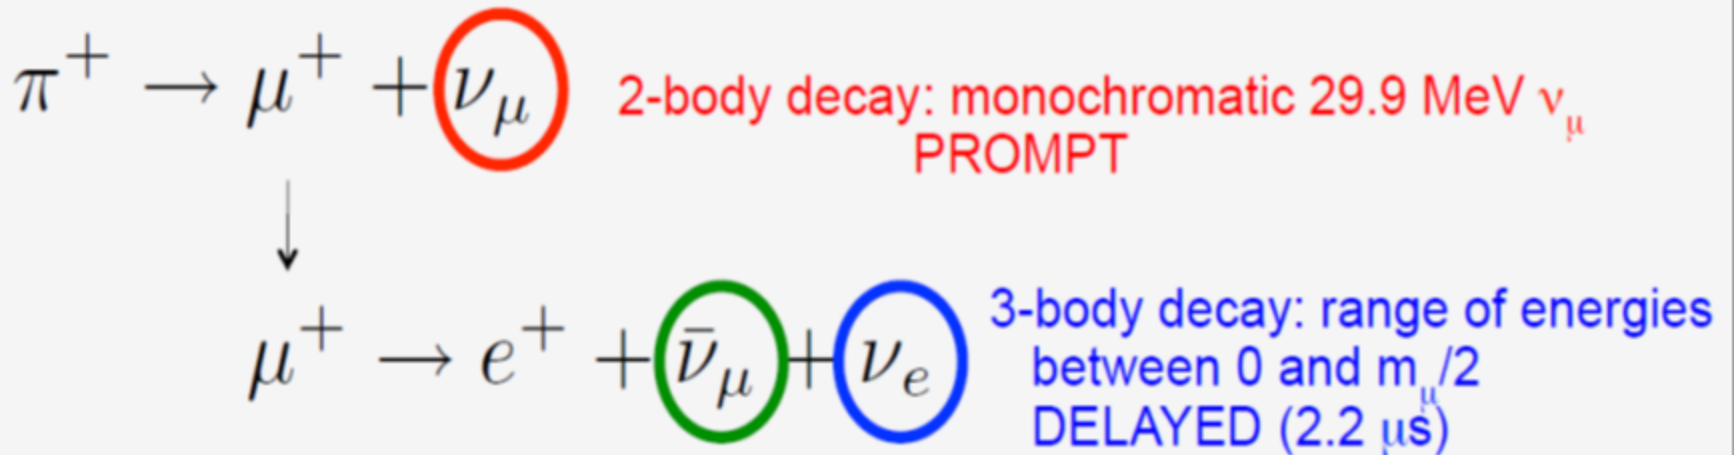 π⁺ → μ⁺ + ν_μ 2-body decay: monochromatic 29.9 MeV ν_μ
PROMPT
↓
μ⁺ → e⁺ + ν̄_μ + ν_e 3-body decay: range of energies
between 0 and m_μ/2
DELAYED (2.2 μs)